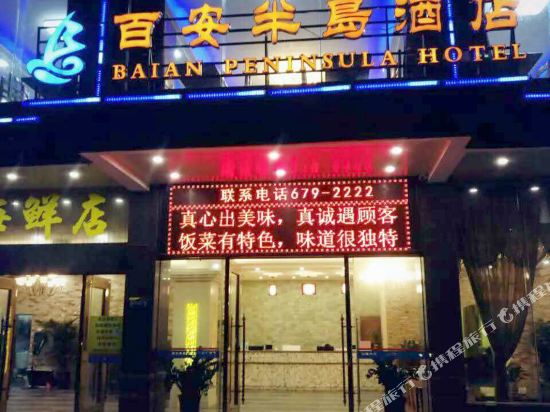 百安半島酒店
BAIAN PENINSULA HOTEL
海鲜店
联系电话679-2222
真心出美味，真诚遇顾客
饭菜有特色，味道很独特
@携程旅行